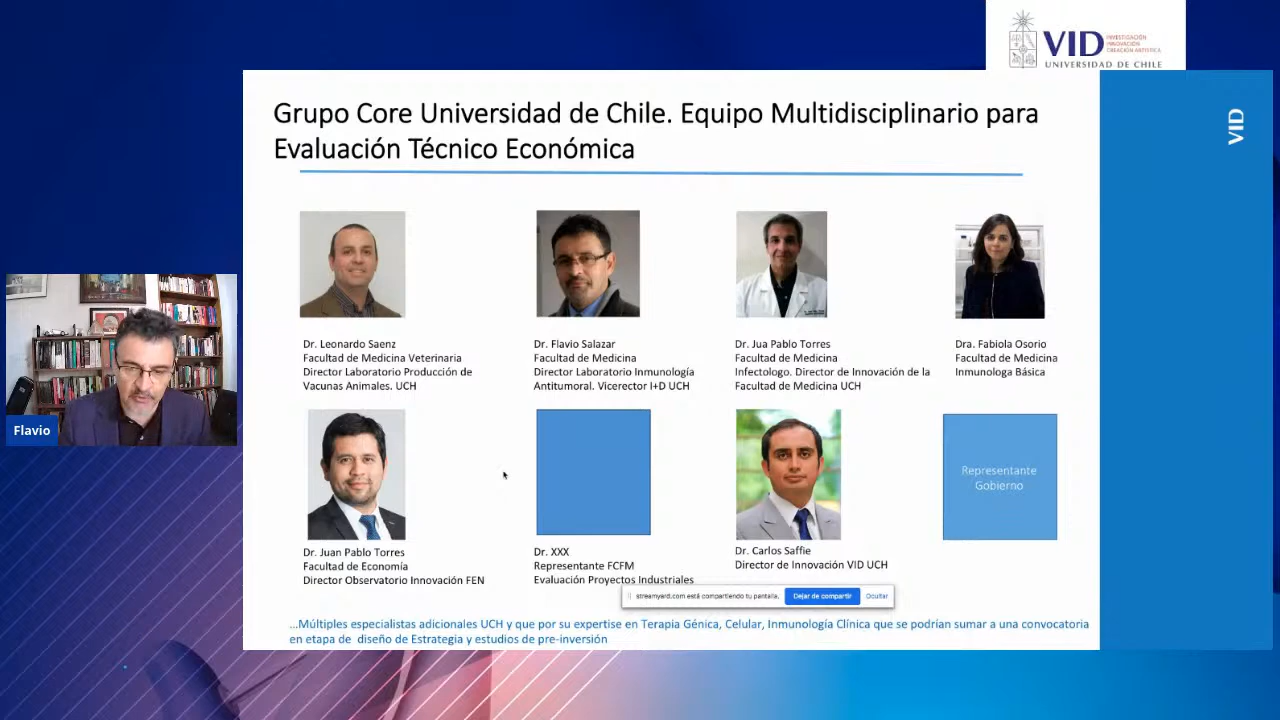 VID
INVESTIGACIÓN
INNOVACIÓN
CREACIÓN ARTÍSTICA
UNIVERSIDAD DE CHILE
VID
Grupo Core Universidad de Chile. Equipo Multidisciplinario para
Evaluación Técnico Económica
Dr. Leonardo Saenz
Facultad de Medicina Veterinaria
Director Laboratorio Producción de
Vacunas Animales. UCH
Dr. Flavio Salazar
Facultad de Medicina
Director Laboratorio Inmunología
Antitumoral. Vicerector I+D UCH
Dr. Jua Pablo Torres
Facultad de Medicina
Infectologo. Director de Innovación de la
Facultad de Medicina UCH
Dra. Fabiola Osorio
Facultad de Medicina
Inmunologa Básica
Flavio
Dr. Juan Pablo Torres
Facultad de Economía
Director Observatorio Innovación FEN
Dr. XXX
Representante FCFM
Evaluación Proyectos Industriales
Dr. Carlos Saffie
Director de Innovación VID UCH
Representante
Gobierno
streamyard.com está compartiendo tu pantalla.
Dejar de compartir
Ocultar
...Múltiples especialistas adicionales UCH y que por su expertise en Terapia Génica, Celular, Inmunología Clínica que se podrían sumar a una convocatoria
en etapa de diseño de Estrategia y estudios de pre-inversión